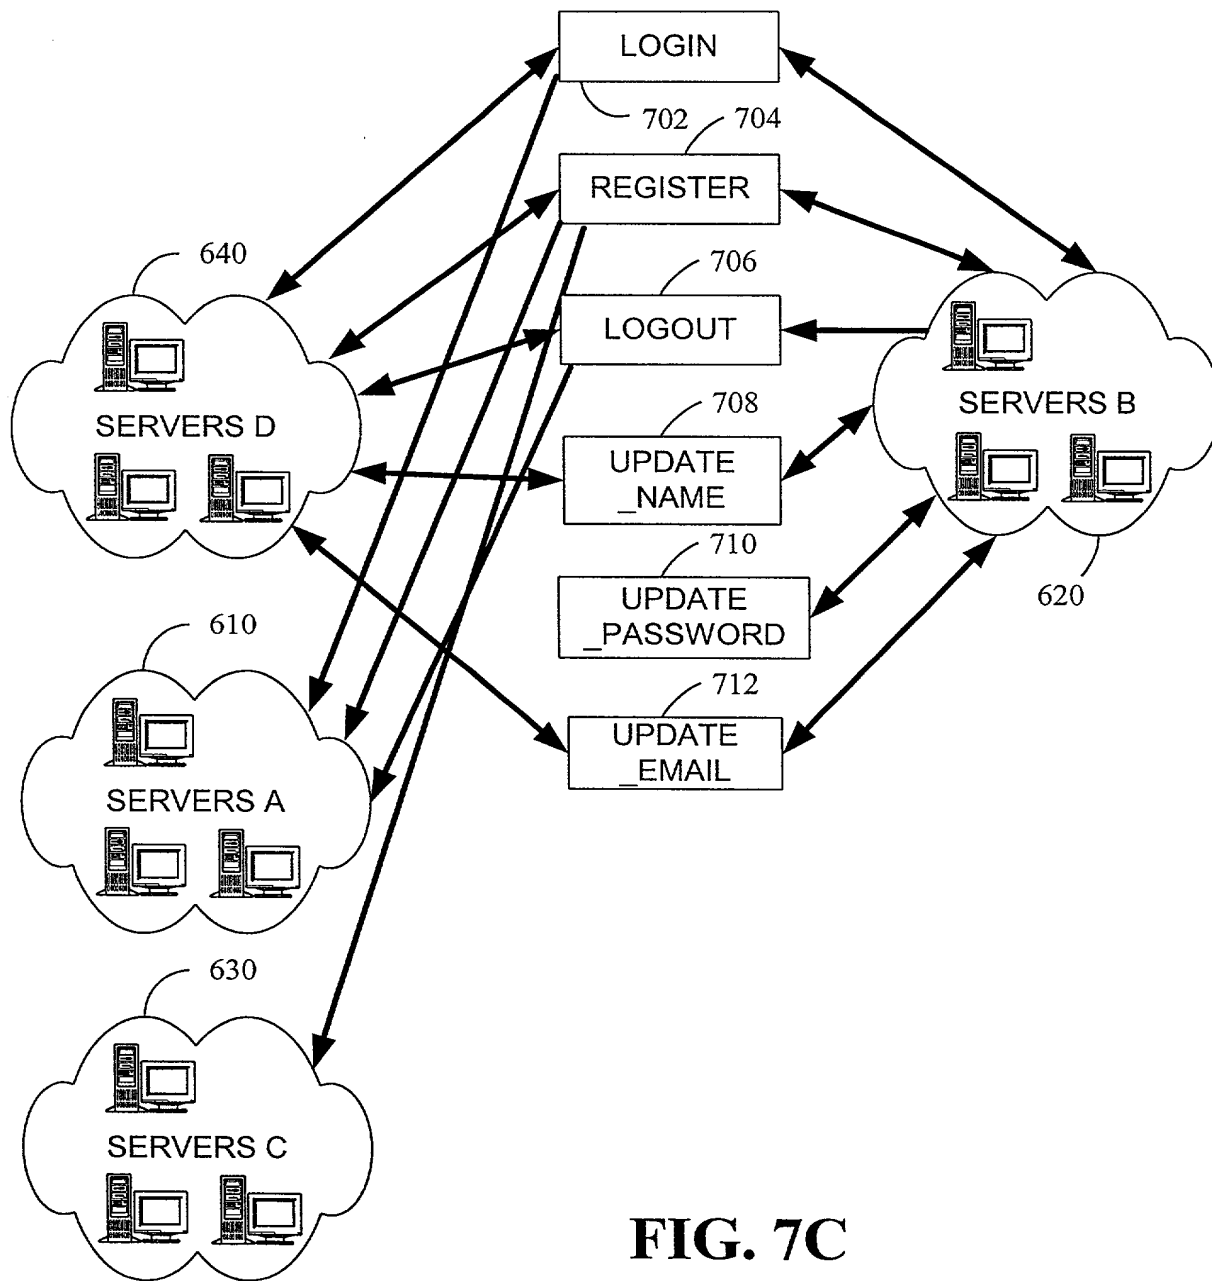 LOGIN
702
704
REGISTER
640
706
LOGOUT
SERVERS D
SERVERS B
708
UPDATE
_NAME
710
620
UPDATE
_PASSWORD
610
712
UPDATE
_EMAIL
SERVERS A
630
SERVERS C
FIG. 7C